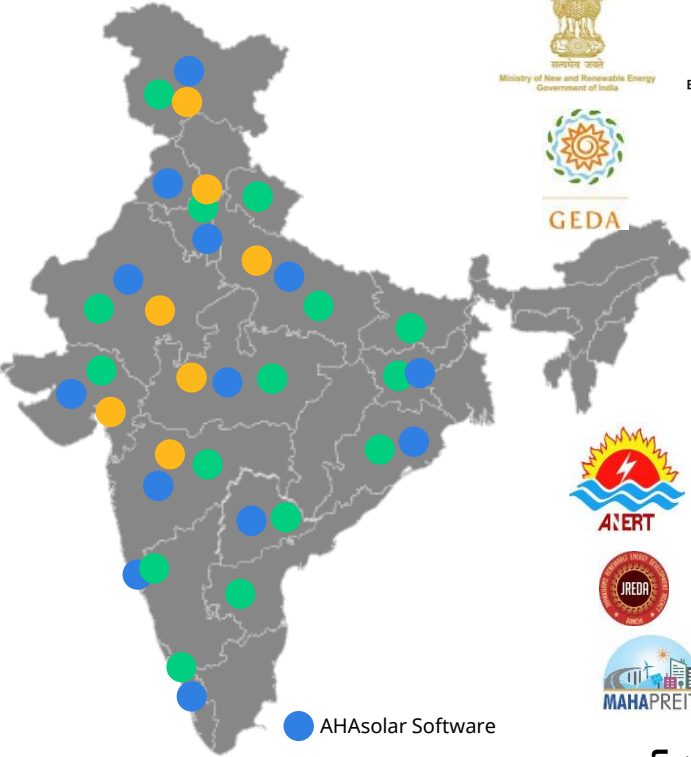 सत्यमेव जयते
Ministry of New and Renewable Energy
Government of India
E
GEDA
ANERT
JREDA
MAHAPREIT
AHAsolar Software